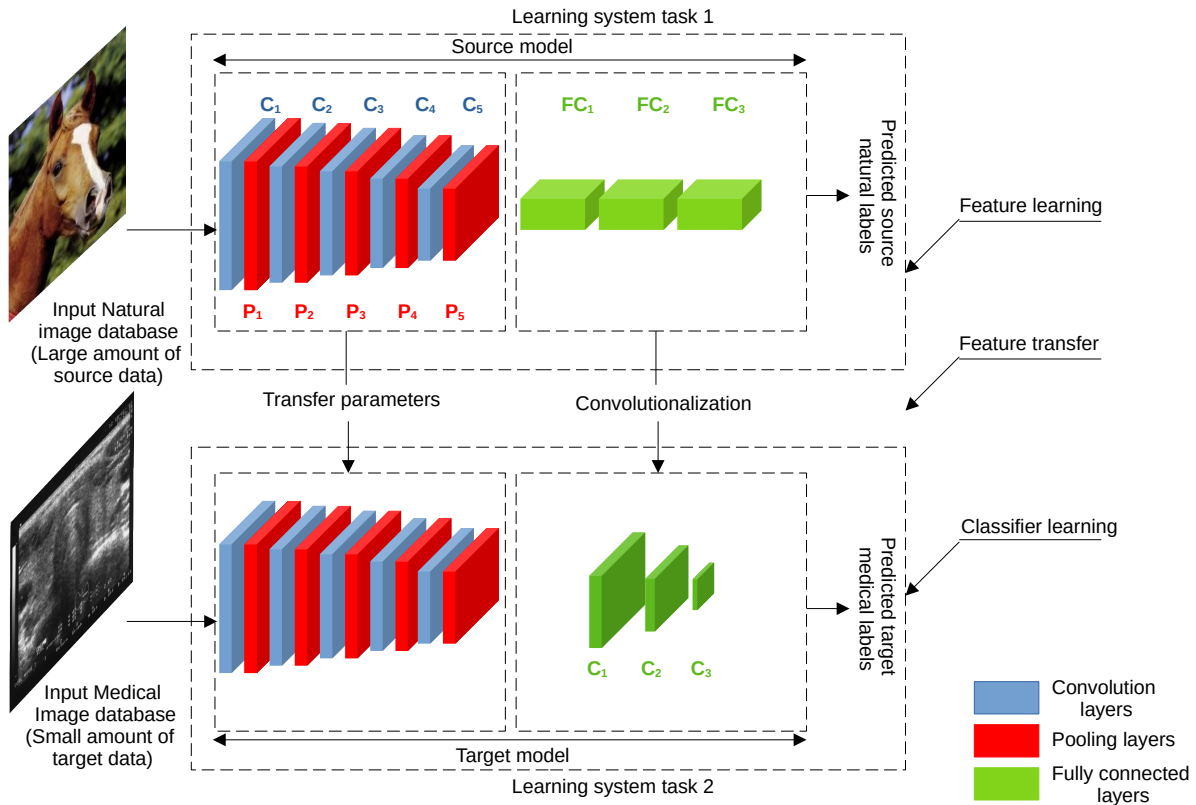 Learning system task 1
Source model
C₁ C₂ C₃ C₄ C₅
FC₁ FC₂ FC₃
P₁ P₂ P₃ P₄ P₅
Predicted source
natural labels
Input Natural
image database
(Large amount of
source data)
Feature learning
Feature transfer
Transfer parameters
Convolutionalization
Classifier learning
C₁ C₂ C₃
Predicted target
medical labels
Input Medical
Image database
(Small amount of
target data)
Target model
Learning system task 2
Convolution
layers
Pooling layers
Fully connected
layers